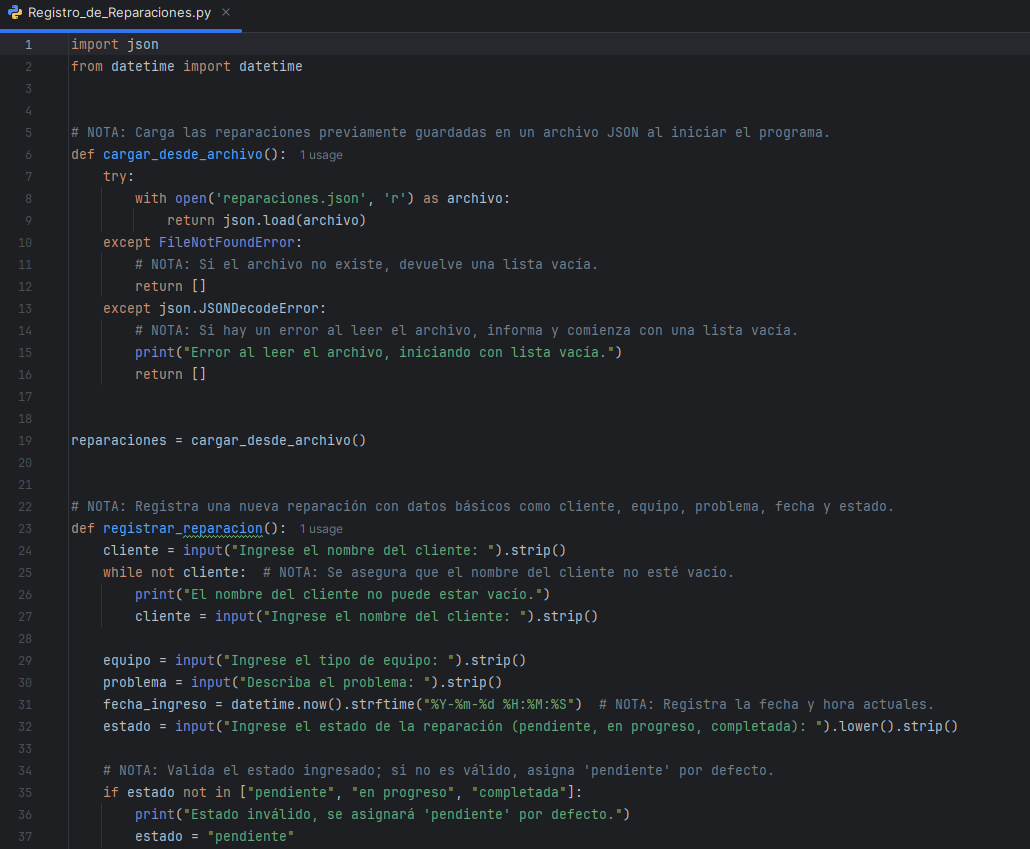 Registro_de_Reparaciones.py ×
1 import json
2 from datetime import datetime
3
4
5 # NOTA: Carga las reparaciones previamente guardadas en un archivo JSON al iniciar el programa.
6 def cargar_desde_archivo(): 1 usage
7     try:
8         with open('reparaciones.json', 'r') as archivo:
9             return json.load(archivo)
10     except FileNotFoundError:
11         # NOTA: Si el archivo no existe, devuelve una lista vacía.
12         return []
13     except json.JSONDecodeError:
14         # NOTA: Si hay un error al leer el archivo, informa y comienza con una lista vacía.
15         print("Error al leer el archivo, iniciando con lista vacía.")
16         return []
17
18
19 reparaciones = cargar_desde_archivo()
20
21
22 # NOTA: Registra una nueva reparación con datos básicos como cliente, equipo, problema, fecha y estado.
23 def registrar_reparacion(): 1 usage
24     cliente = input("Ingrese el nombre del cliente: ").strip()
25     while not cliente:  # NOTA: Se asegura que el nombre del cliente no esté vacío.
26         print("El nombre del cliente no puede estar vacío.")
27         cliente = input("Ingrese el nombre del cliente: ").strip()
28
29     equipo = input("Ingrese el tipo de equipo: ").strip()
30     problema = input("Describa el problema: ").strip()
31     fecha_ingreso = datetime.now().strftime("%Y-%m-%d %H:%M:%S")  # NOTA: Registra la fecha y hora actuales.
32     estado = input("Ingrese el estado de la reparación (pendiente, en progreso, completada): ").lower().strip()
33
34     # NOTA: Valida el estado ingresado; si no es válido, asigna 'pendiente' por defecto.
35     if estado not in ["pendiente", "en progreso", "completada"]:
36         print("Estado inválido, se asignará 'pendiente' por defecto.")
37         estado = "pendiente"